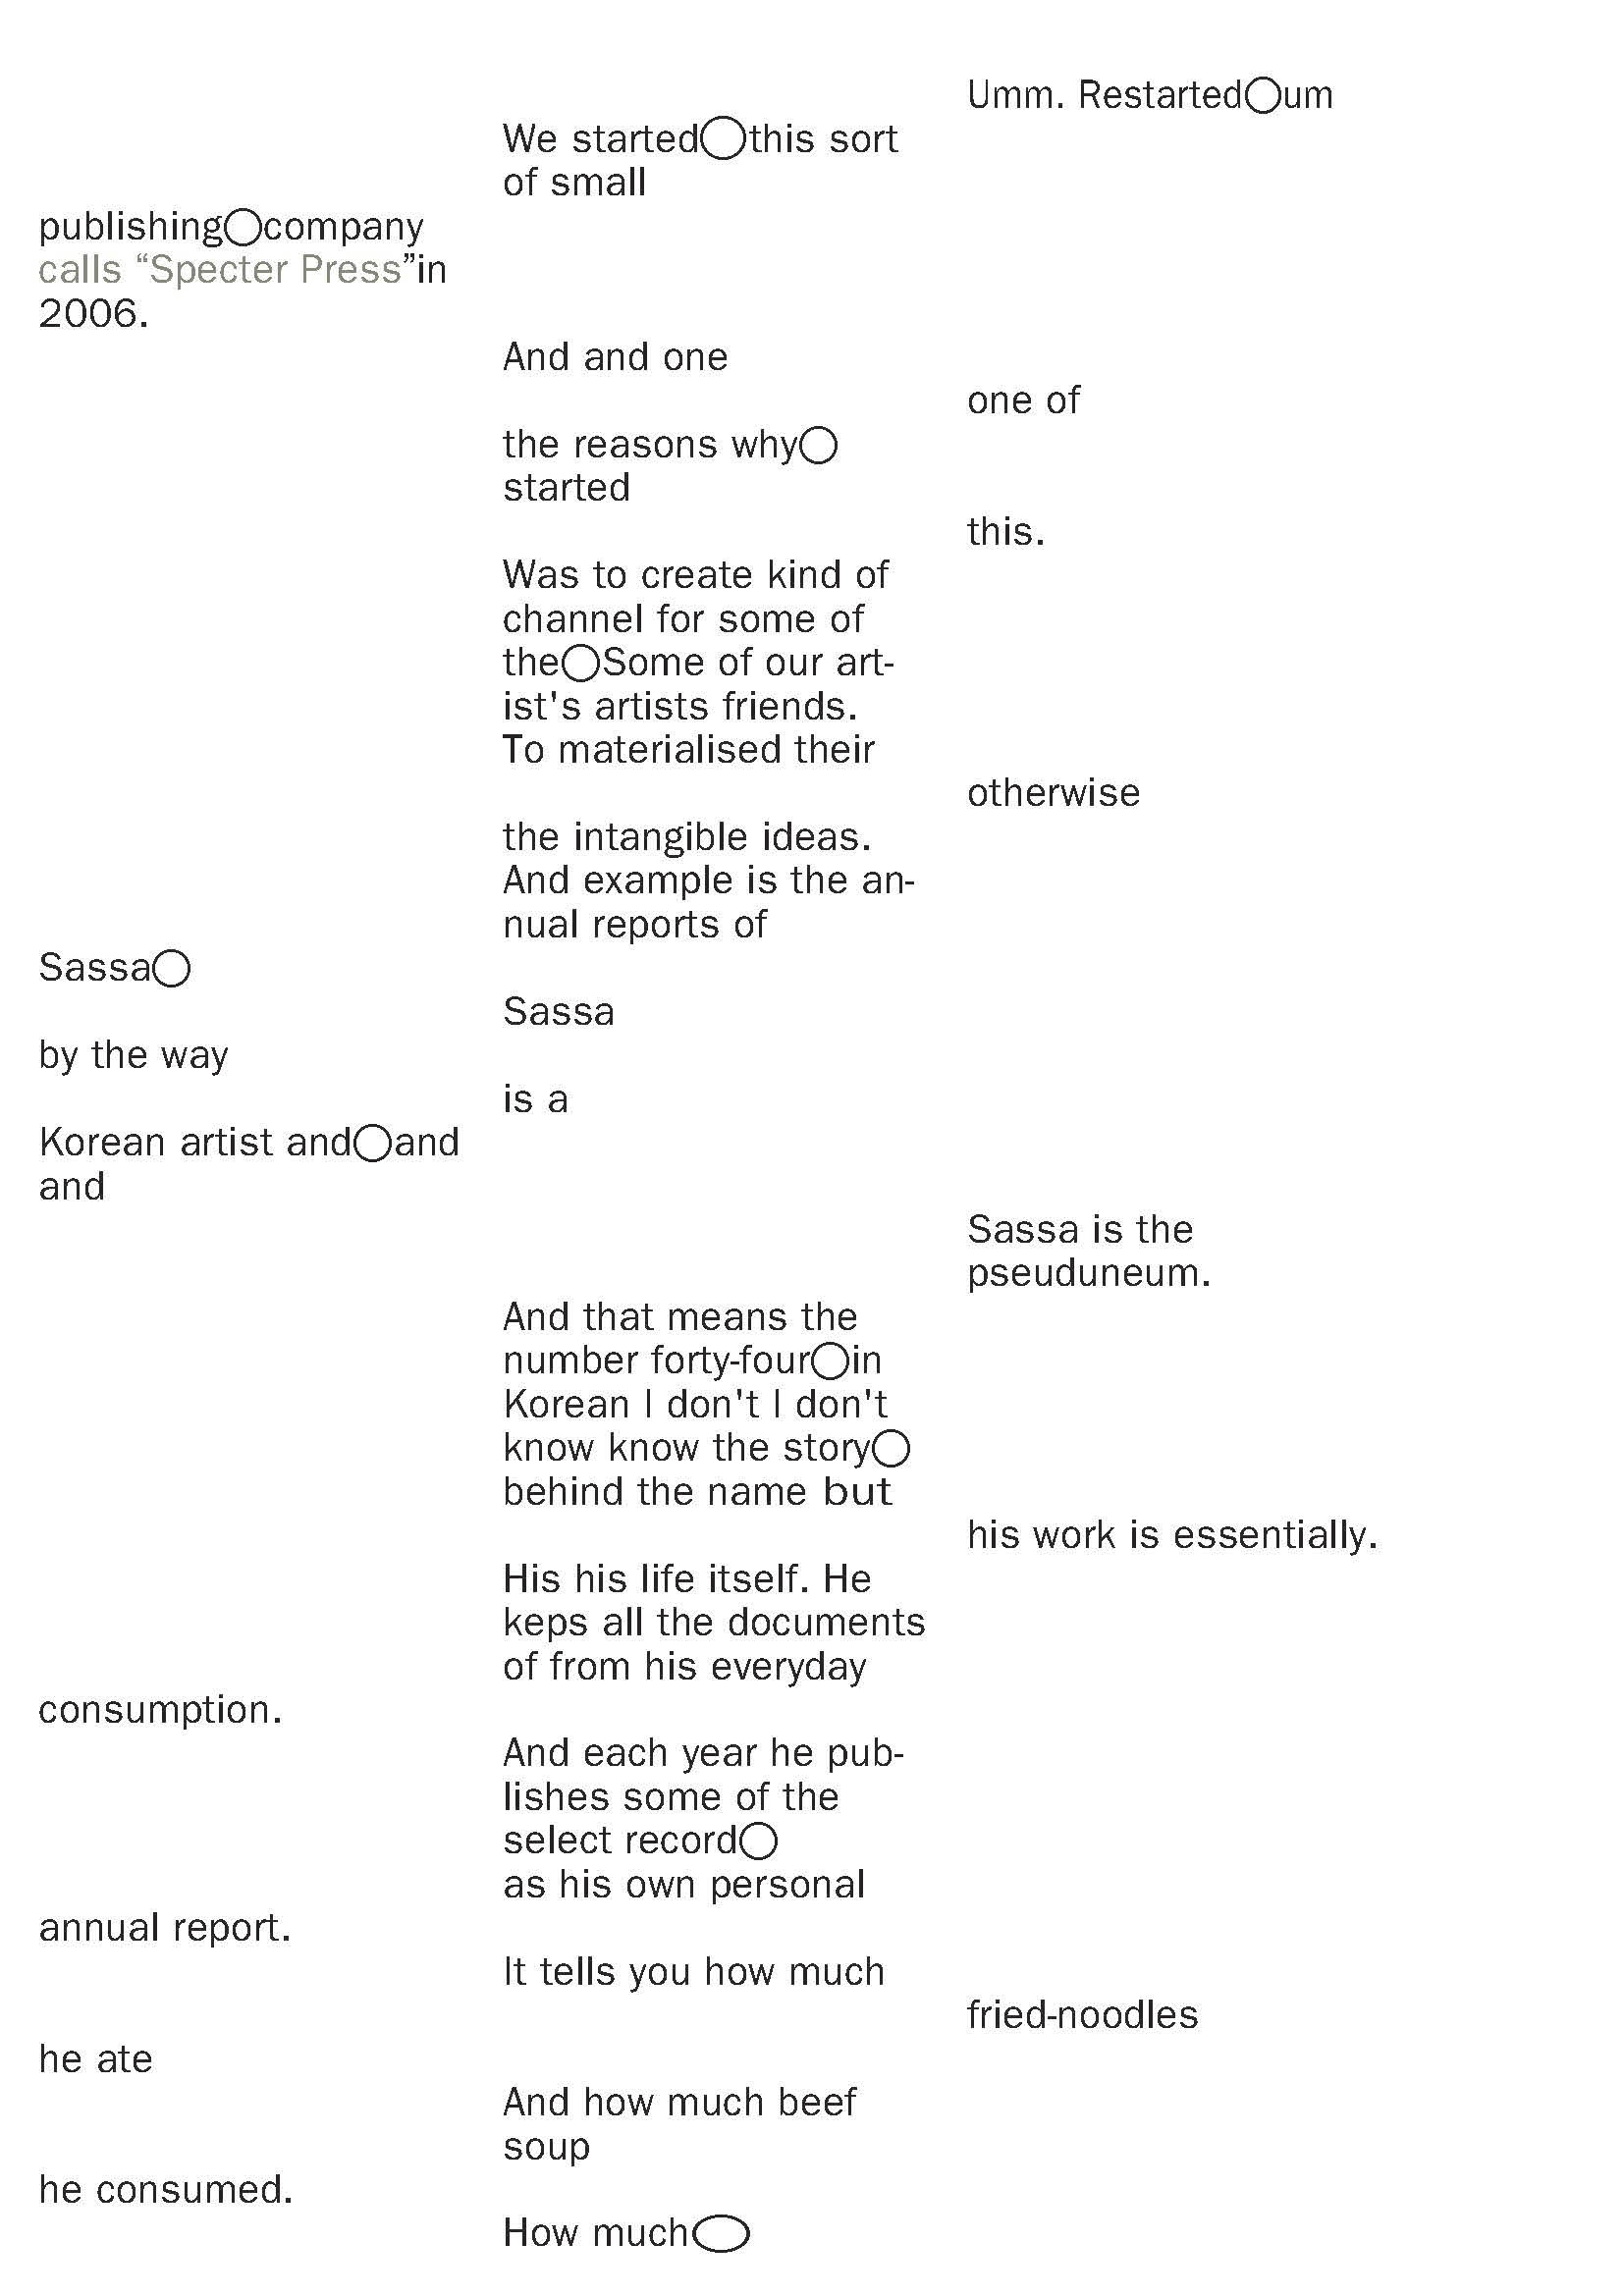 Umm. Restarted◯um
We started◯this sort
of small
publishing◯company
calls “Specter Press”in
2006.
And and one
one of
the reasons why◯
started
this.
Was to create kind of
channel for some of
the◯Some of our art-
ist's artists friends.
To materialised their
otherwise
the intangible ideas.
And example is the an-
nual reports of
Sassa◯
Sassa
by the way
is a
Korean artist and◯and
and
Sassa is the
pseuduneum.
And that means the
number forty-four◯in
Korean I don't I don't
know know the story◯
behind the name but
his work is essentially.
His his life itself. He
keps all the documents
of from his everyday
consumption.
And each year he pub-
lishes some of the
select record◯
as his own personal
annual report.
It tells you how much
fried-noodles
he ate
And how much beef
soup
he consumed.
How much◯